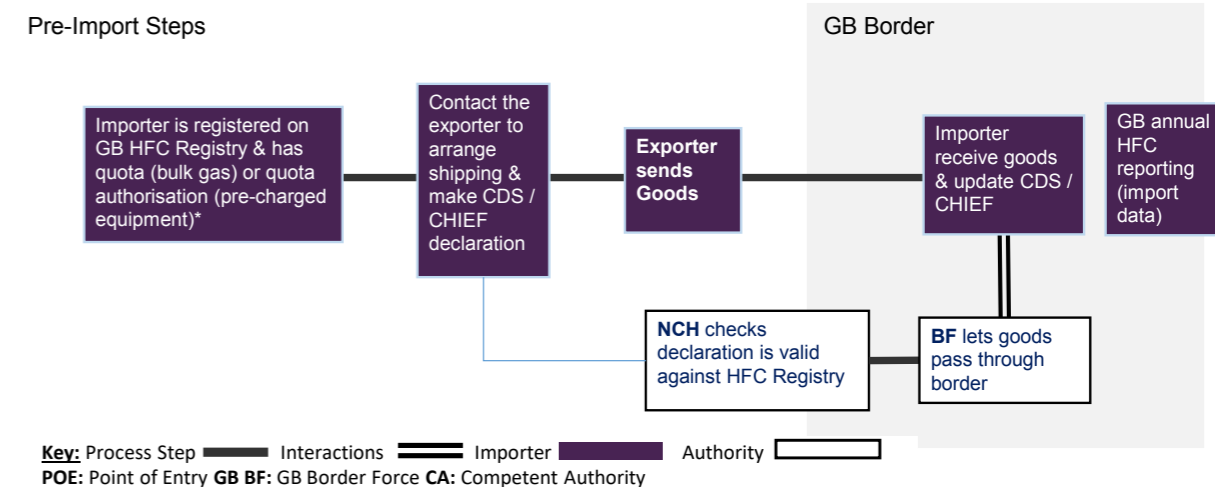 Pre-Import Steps
GB Border
Importer is registered on
GB HFC Registry & has
quota (bulk gas) or quota
authorisation (pre-charged
equipment)*
Contact the
exporter to
arrange
shipping &
make CDS /
CHIEF
declaration
Exporter
sends
Goods
Importer
receive goods
& update CDS /
CHIEF
GB annual
HFC
reporting
(import
data)
NCH checks
declaration is valid
against HFC Registry
BF lets goods
pass through
border
Key: Process Step Interactions Importer Authority
POE: Point of Entry GB BF: GB Border Force CA: Competent Authority